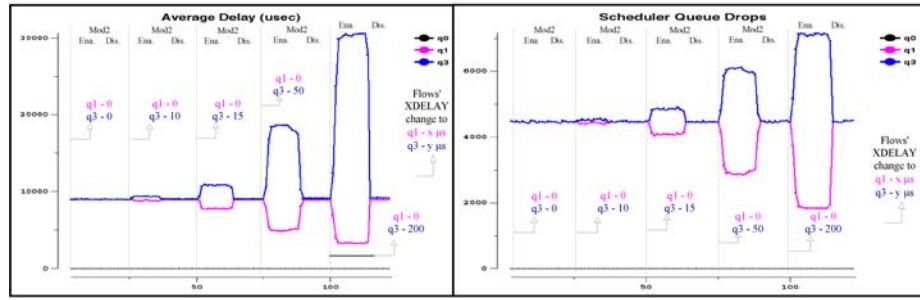 Average Delay (usec)
Mod2 Mod2 Mod2 Mod2 Ena. Dis.
Ena. Dis. Ena. Dis. Ena. Dis. Ena. Dis.
30000
20000
10000
0
50 100
q1 - 0
q3 - 0
q1 - 0
q3 - 10
q1 - 0
q3 - 15
q1 - 0
q3 - 50
q1 - 0
q3 - 200
q0
q1
q3
Flows'
XDELAY
change to
q1 - x µs
q3 - y µs
Scheduler Queue Drops
Mod2 Mod2 Mod2 Mod2 Ena. Dis.
Ena. Dis. Ena. Dis. Ena. Dis. Ena. Dis.
6000
4000
2000
0
50 100
q1 - 0
q3 - 0
q1 - 0
q3 - 10
q1 - 0
q3 - 15
q1 - 0
q3 - 50
q1 - 0
q3 - 200
q0
q1
q3
Flows'
XDELAY
change to
q1 - x µs
q3 - y µs